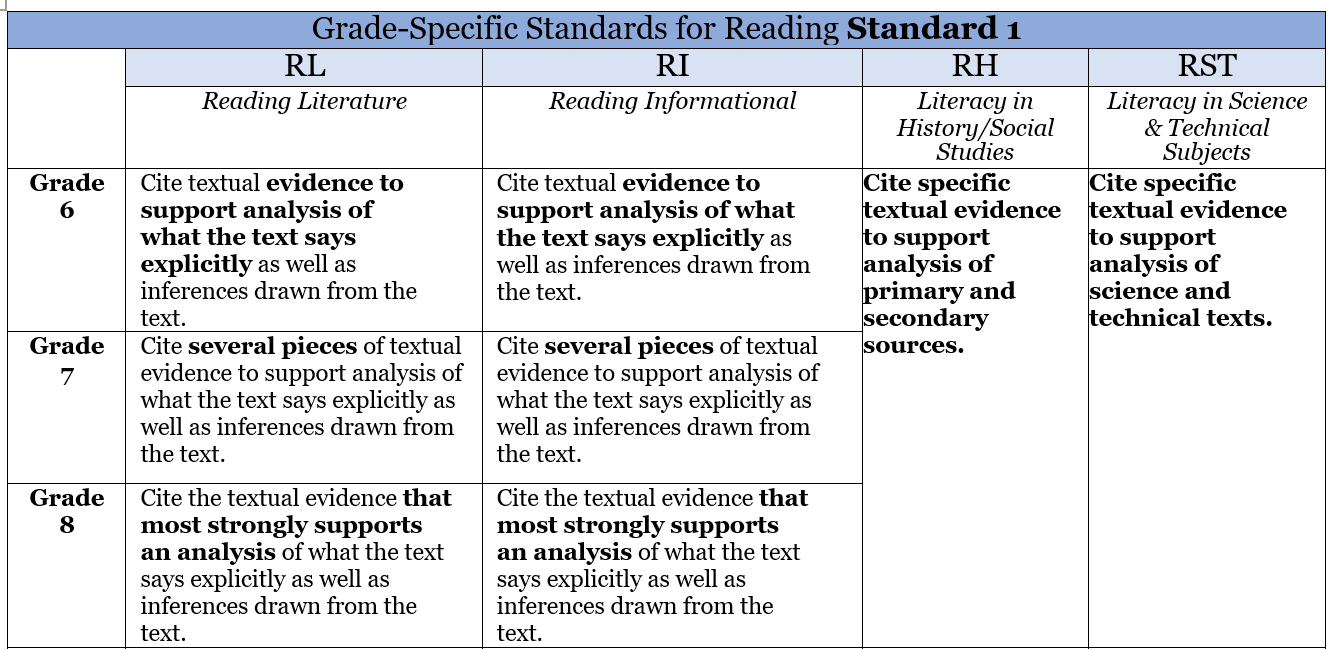 Grade-Specific Standards for Reading Standard 1
RL
RI
RH
RST
Reading Literature
Reading Informational
Literacy in
History/Social
Studies
Literacy in Science
& Technical
Subjects
Grade
6
Cite textual evidence to
support analysis of
what the text says
explicitly as well as
inferences drawn from the
text.
Cite textual evidence to
support analysis of what
the text says explicitly as
well as inferences drawn from
the text.
Cite specific
textual evidence
to support
analysis of
primary and
secondary
sources.
Cite specific
textual evidence
to support
analysis of
science and
technical texts.
Grade
7
Cite several pieces of textual
evidence to support analysis of
what the text says explicitly as
well as inferences drawn from
the text.
Cite several pieces of textual
evidence to support analysis of
what the text says explicitly as
well as inferences drawn from
the text.
Grade
8
Cite the textual evidence that
most strongly supports
an analysis of what the text
says explicitly as well as
inferences drawn from the
text.
Cite the textual evidence that
most strongly supports
an analysis of what the text
says explicitly as well as
inferences drawn from the
text.